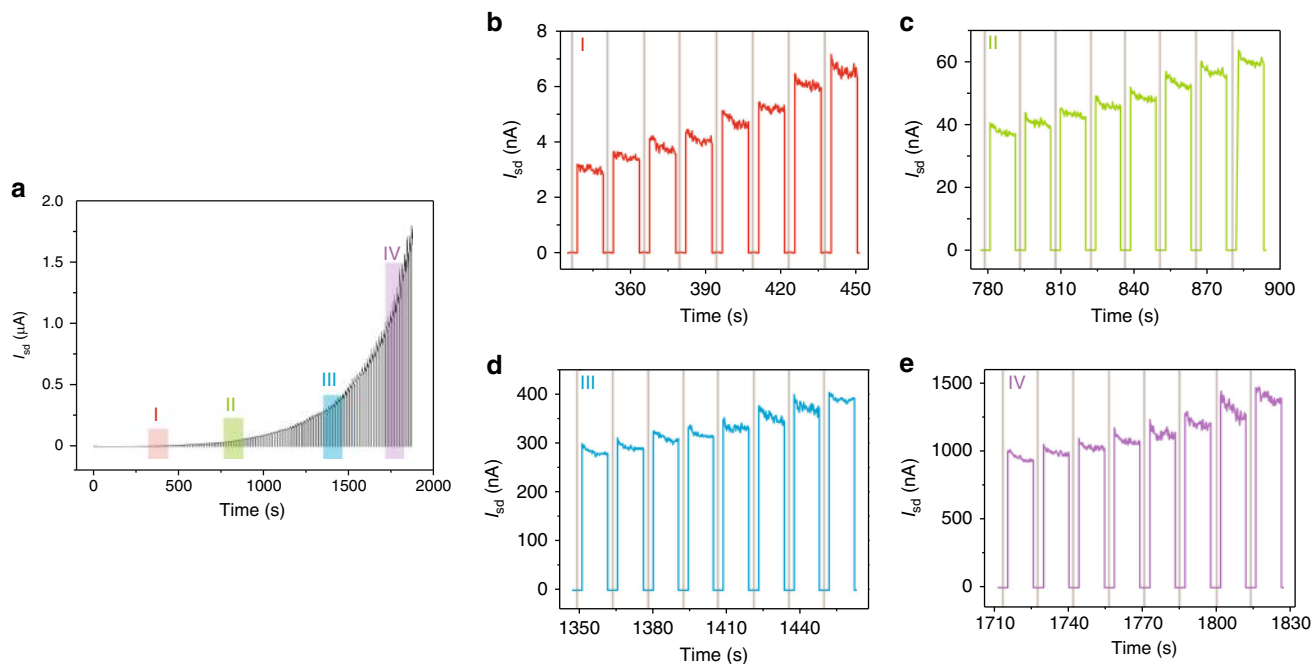 a
I_sd (μA)
2.0
1.5
1.0
0.5
0
I
II
III
IV
0 500 1000 1500 2000
Time (s)
b
I_sd (nA)
8
6
4
2
0
I
360 390 420 450
Time (s)
c
I_sd (nA)
60
40
20
0
II
780 810 840 870 900
Time (s)
d
I_sd (nA)
400
300
200
100
0
III
1350 1380 1410 1440
Time (s)
e
I_sd (nA)
1500
1000
500
0
IV
1710 1740 1770 1800 1830
Time (s)